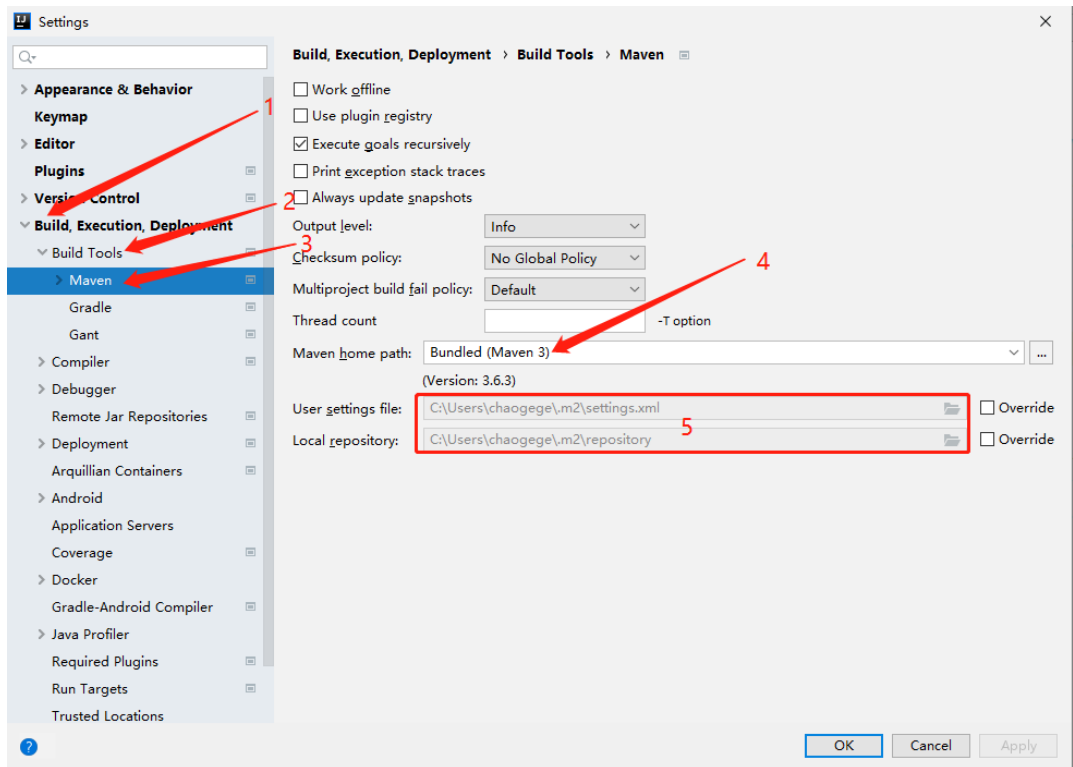 Settings
Appearance & Behavior
Keymap
Editor
Plugins
Version Control
Build, Execution, Deployment
Build Tools
Maven
Gradle
Gant
Compiler
Debugger
Remote Jar Repositories
Deployment
Arquillian Containers
Android
Application Servers
Coverage
Docker
Gradle-Android Compiler
Java Profiler
Required Plugins
Run Targets
Trusted Locations
1
2
3
Build, Execution, Deployment › Build Tools › Maven
Work offline
Use plugin registry
Execute goals recursively
Print exception stack traces
Always update snapshots
Output level: Info
Checksum policy: No Global Policy
4
Multiproject build fail policy: Default
Thread count -T option
Maven home path: Bundled (Maven 3) ...
(Version: 3.6.3)
User settings file: C:\Users\chaogege\.m2\settings.xml Override
5
Local repository: C:\Users\chaogege\.m2\repository Override
? OK Cancel Apply